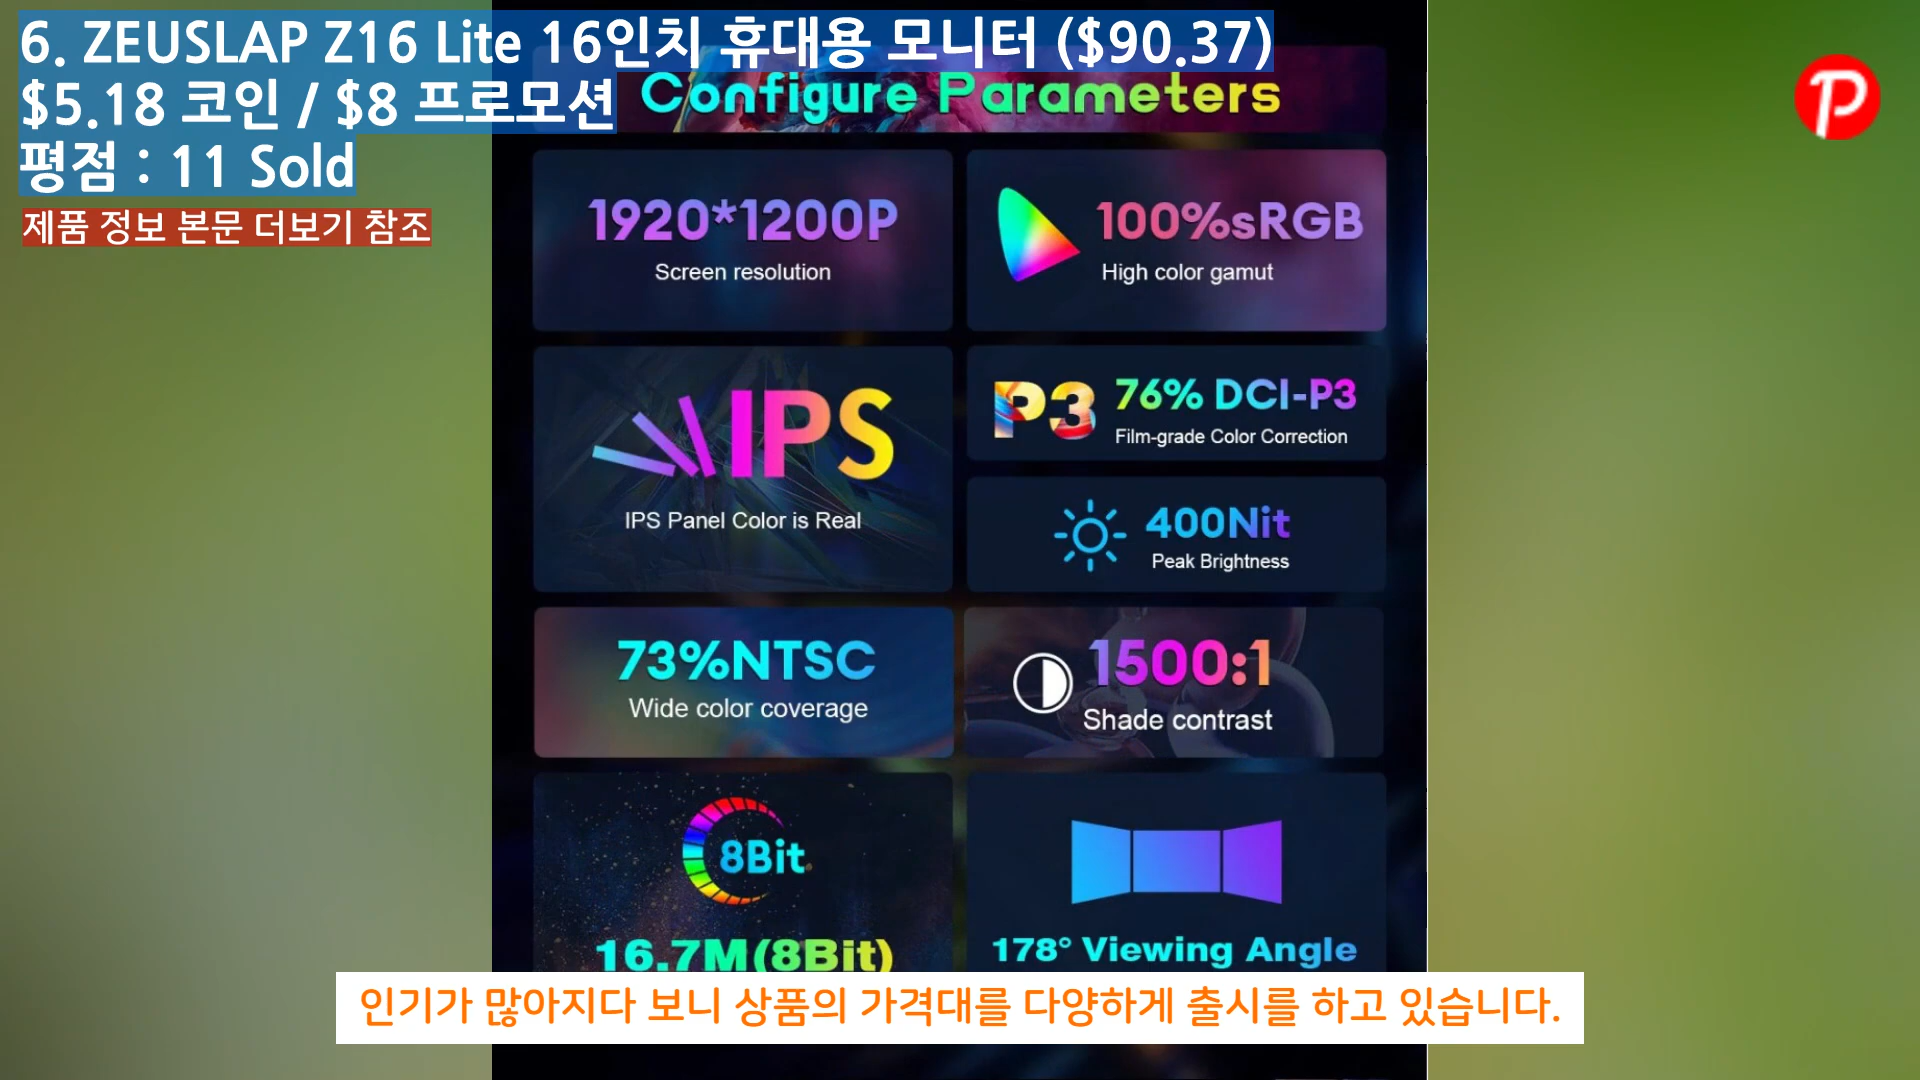 6. ZEUSLAP Z16 Lite 16인치 휴대용 모니터 ($90.37)
$5.18 코인 / $8 프로모션
평점 : 11 Sold
제품 정보 본문 더보기 참조
P
Configure Parameters
1920*1200P
Screen resolution
100%sRGB
High color gamut
IPS
IPS Panel Color is Real
P3
76% DCI-P3
Film-grade Color Correction
400Nit
Peak Brightness
73%NTSC
Wide color coverage
1500:1
Shade contrast
8Bit
16.7M(8Bit)
178° Viewing Angle
인기가 많아지다 보니 상품의 가격대를 다양하게 출시를 하고 있습니다.